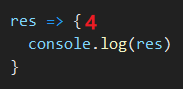 res => { 4
  console.log(res)
}